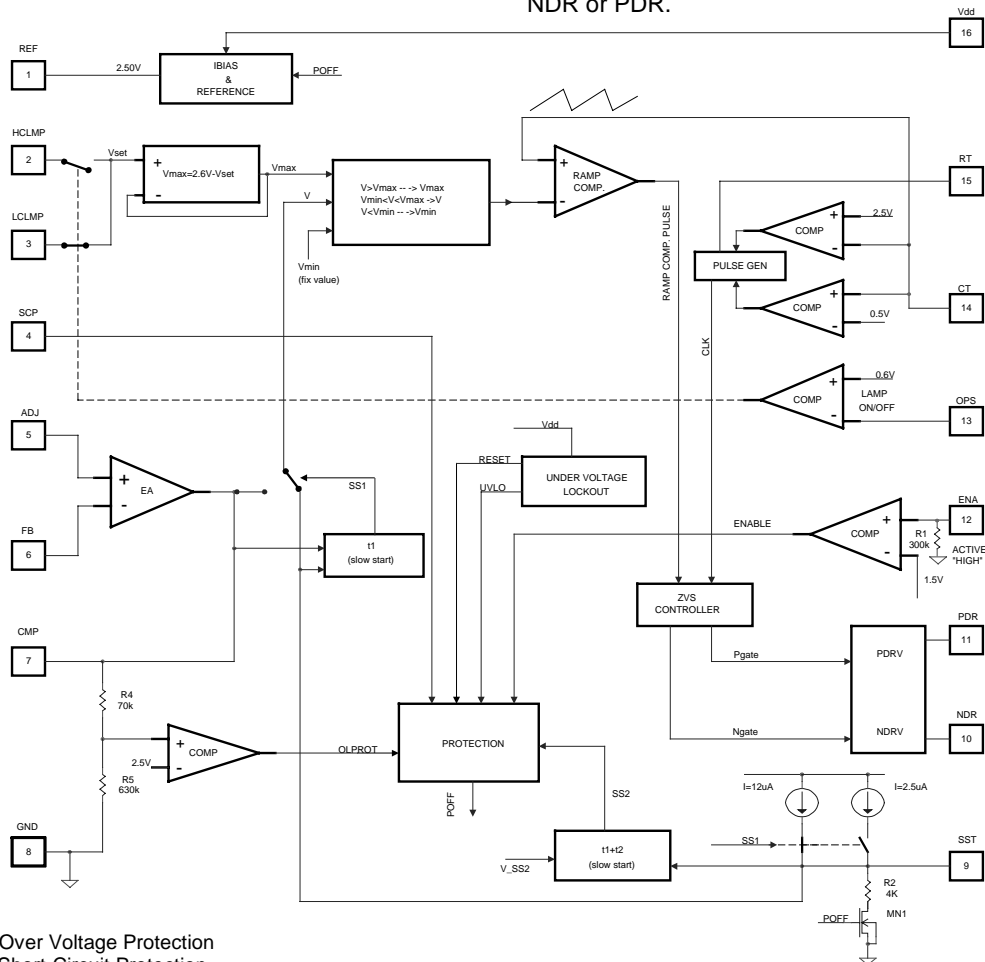 NDR or PDR.
Vdd
16
REF
1
2.50V
IBIAS
&
REFERENCE
POFF
HCLMP
2
Vset
+
Vmax=2.6V-Vset
-
Vmax
V
V>Vmax -- -> Vmax
Vmin<V<Vmax ->V
V<Vmin -- ->Vmin
Vmin
(fix value)
+
RAMP
COMP.
-
RT
15
LCLMP
3
2.5V
+
COMP
-
PULSE GEN
RAMP COMP. PULSE
CLK
+
COMP
-
0.5V
CT
14
SCP
4
0.6V
+
COMP
-
LAMP
ON/OFF
OPS
13
ADJ
5
+
EA
-
FB
6
SS1
t1
(slow start)
Vdd
RESET
UVLO
UNDER VOLTAGE
LOCKOUT
ENABLE
+
COMP
-
R1
300k
ENA
12
ACTIVE
"HIGH"
1.5V
ZVS
CONTROLLER
CMP
7
Pgate
Ngate
PDRV
NDRV
PDR
11
NDR
10
R4
70k
+
COMP
-
2.5V
R5
630k
OLPROT
PROTECTION
POFF
SS2
GND
8
I=12uA
I=2.5uA
SS1
t1+t2
(slow start)
V_SS2
SST
9
R2
4K
POFF
MN1
Over Voltage Protection